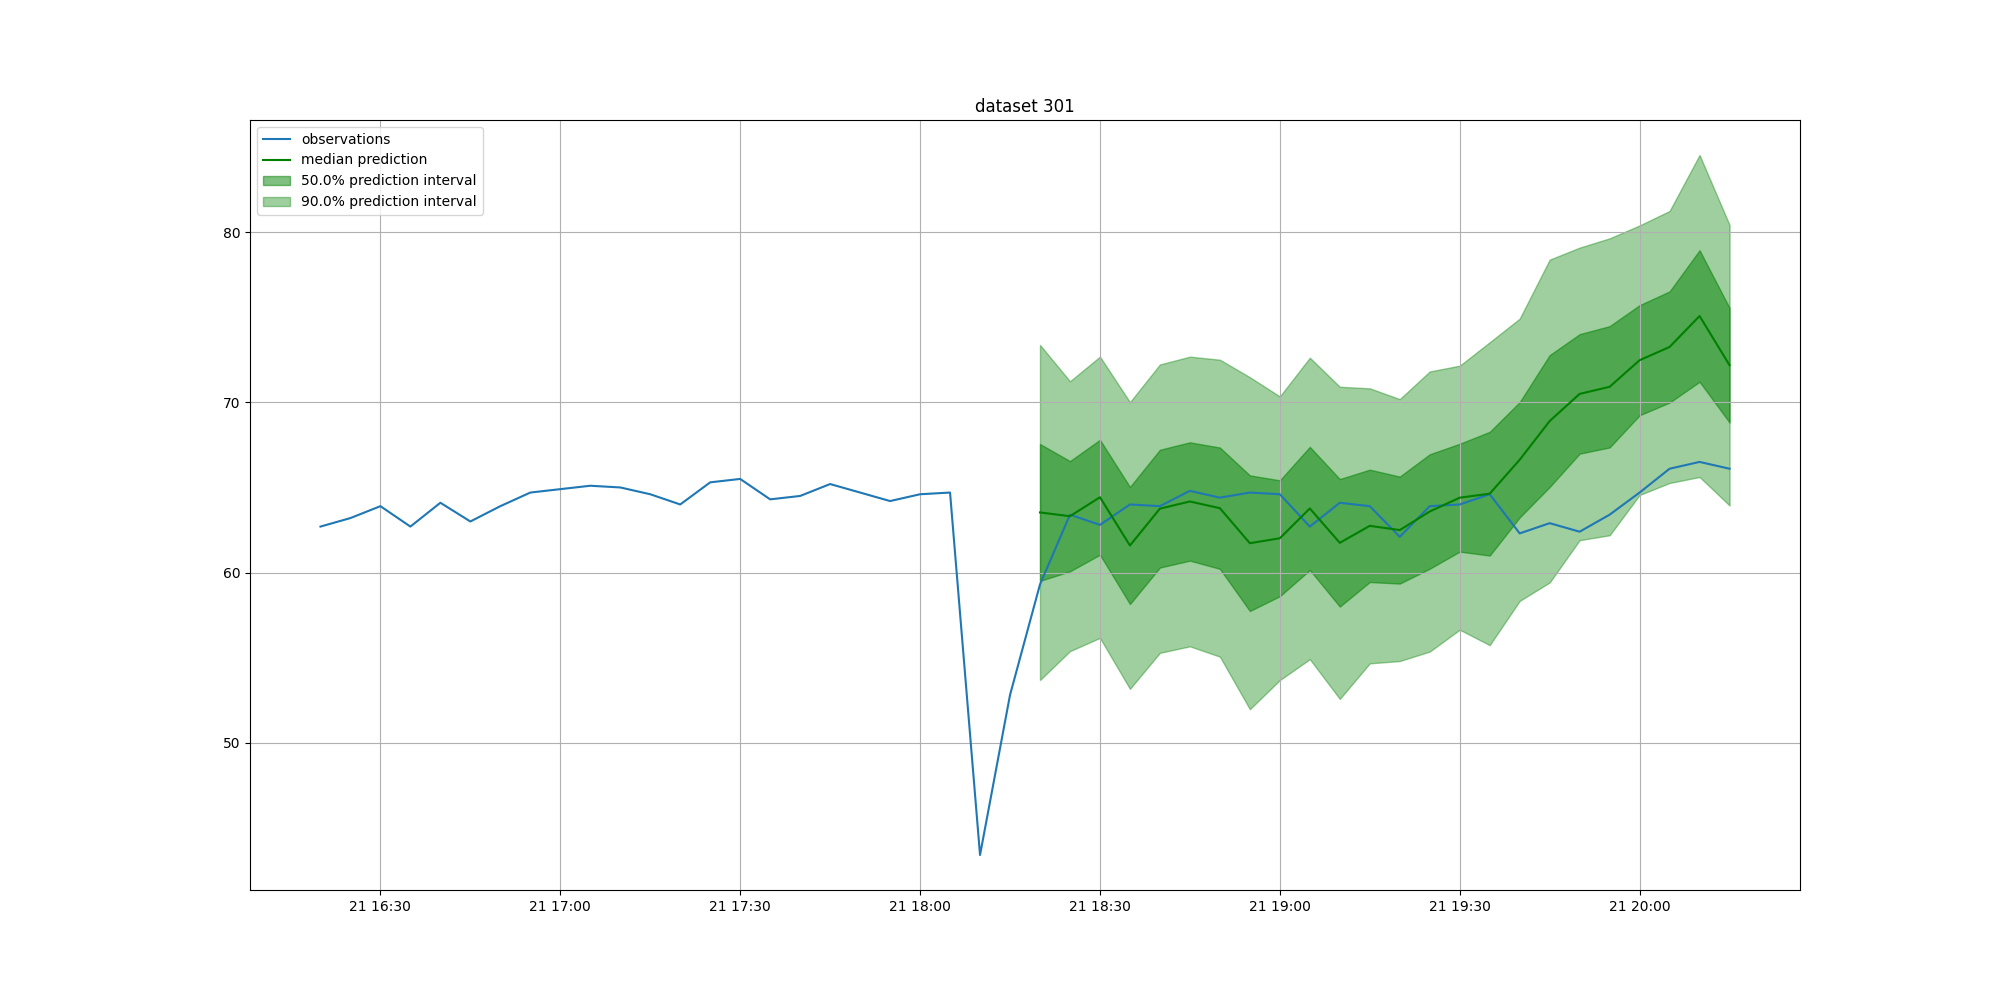 dataset 301
observations
median prediction
50.0% prediction interval
90.0% prediction interval
80
70
60
50
21 16:30 21 17:00 21 17:30 21 18:00 21 18:30 21 19:00 21 19:30 21 20:00